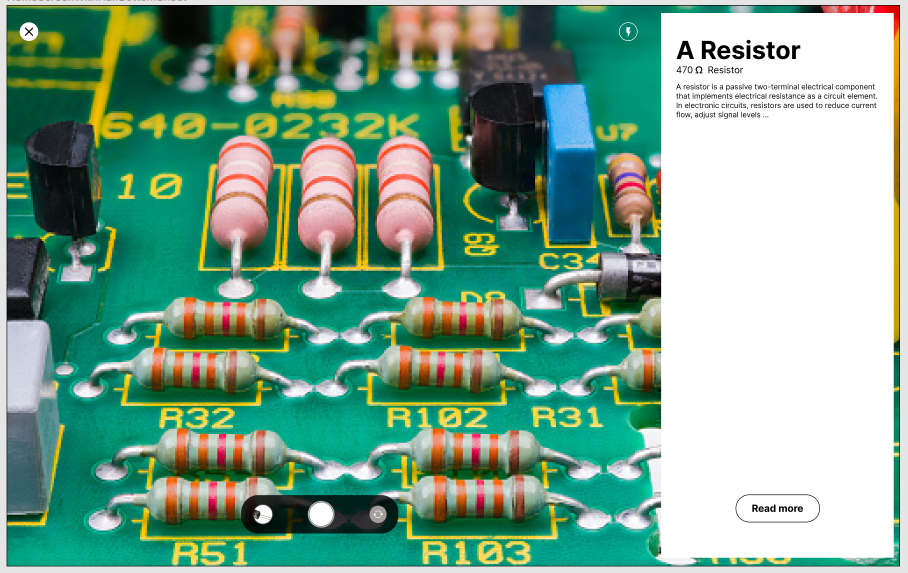 640-0232K
U7
10
Q9
C34
A Resistor
470 Ω Resistor
A resistor is a passive two-terminal electrical component
that implements electrical resistance as a circuit element.
In electronic circuits, resistors are used to reduce current
flow, adjust signal levels ...
R32
R102
R31
R51
R103
Read more